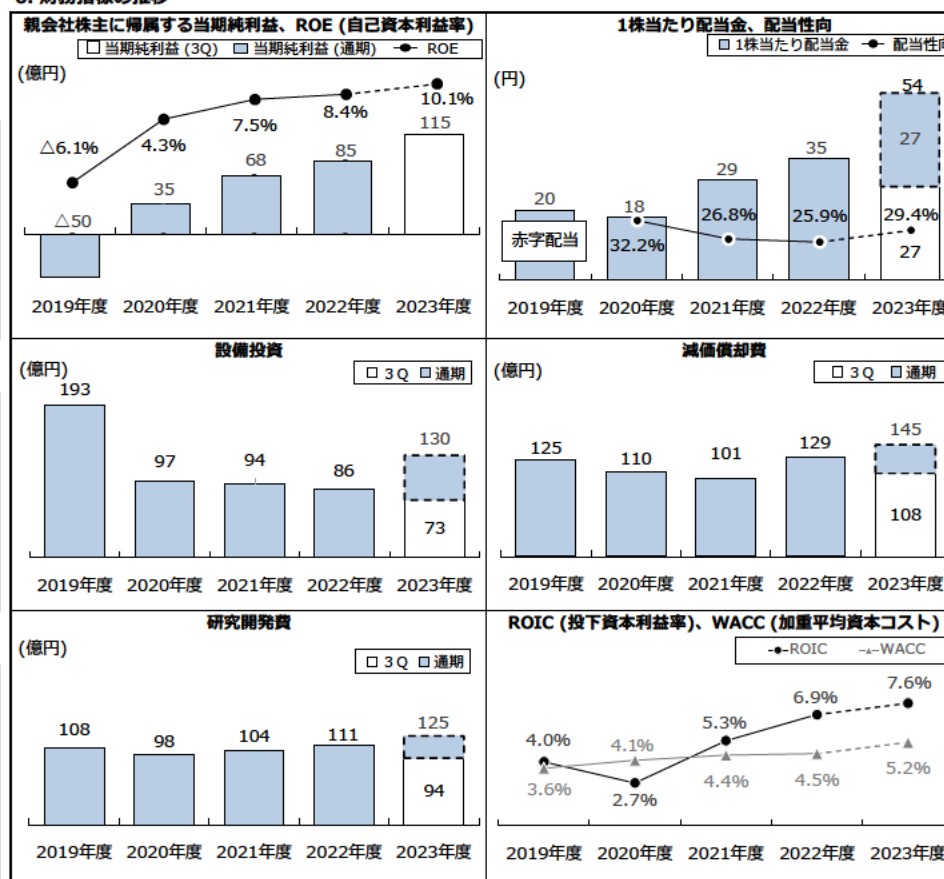 親会社株主に帰属する当期純利益、ROE (自己資本利益率)
□ 当期純利益 (3Q) 当期純利益 (通期) ROE
(億円)
10.1%
8.4%
7.5%
4.3%
115
△6.1%
85
68
35
△50
2019年度 2020年度 2021年度 2022年度 2023年度
1株当たり配当金、配当性向
1株当たり配当金 配当性向
(円)
54
27
35
29
20
18
26.8% 25.9% 29.4%
赤字配当
32.2%
27
2019年度 2020年度 2021年度 2022年度 2023年度
設備投資
(億円)
3Q 通期
193
130
97
94
86
73
2019年度 2020年度 2021年度 2022年度 2023年度
減価償却費
(億円)
3Q 通期
145
125
129
110
101
108
2019年度 2020年度 2021年度 2022年度 2023年度
研究開発費
(億円)
3Q 通期
125
108
98
104
111
94
2019年度 2020年度 2021年度 2022年度 2023年度
ROIC (投下資本利益率)、WACC (加重平均資本コスト)
ROIC WACC
7.6%
6.9%
5.3%
4.0%
4.1%
3.6%
2.7%
4.4%
4.5%
5.2%
2019年度 2020年度 2021年度 2022年度 2023年度